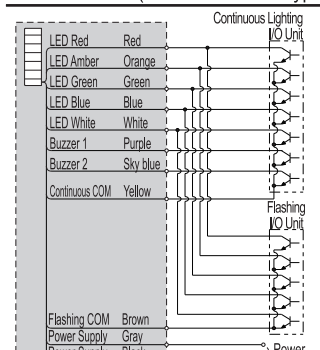 Continuous Lighting
I/O Unit
LED Red Red
LED Amber Orange
LED Green Green
LED Blue Blue
LED White White
Buzzer 1 Purple
Buzzer 2 Sky blue
Continuous COM Yellow
Flashing
I/O Unit
Flashing COM Brown
Power Supply Gray
Power Supply Black
Power